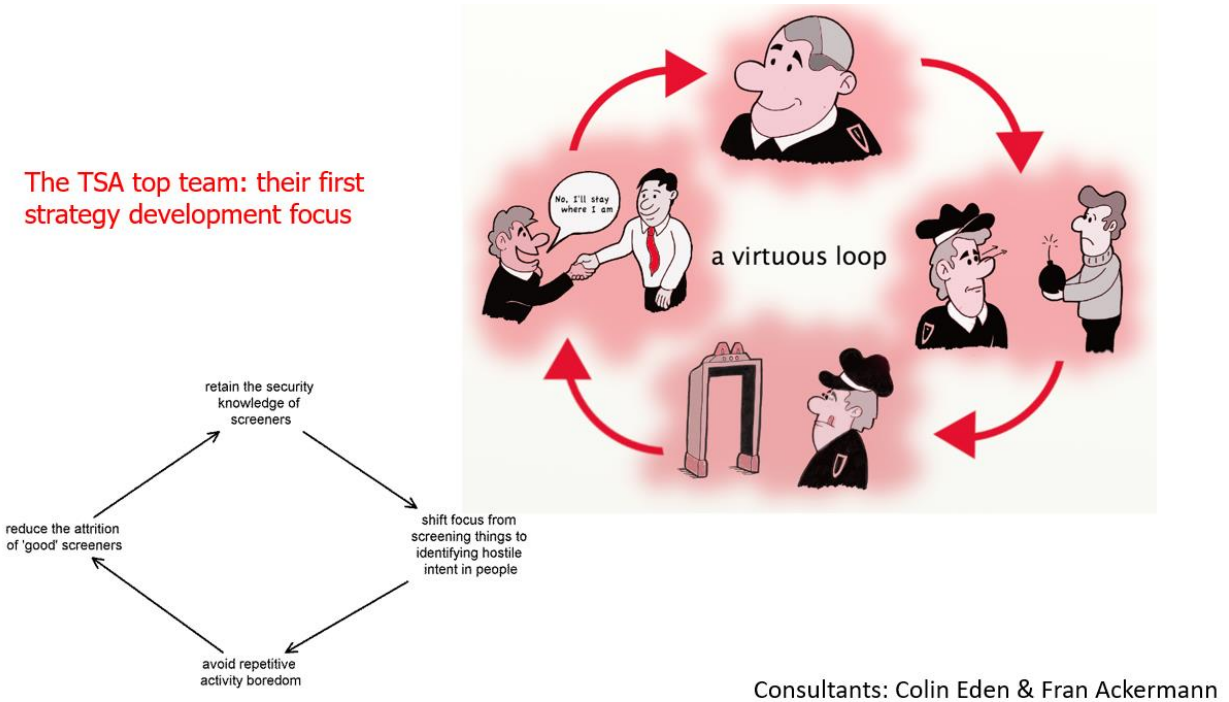 The TSA top team: their first
strategy development focus
No, I'll stay
where I am
a virtuous loop
retain the security
knowledge of
screeners
reduce the attrition
of 'good' screeners
shift focus from
screening things to
identifying hostile
intent in people
avoid repetitive
activity boredom
Consultants: Colin Eden & Fran Ackermann